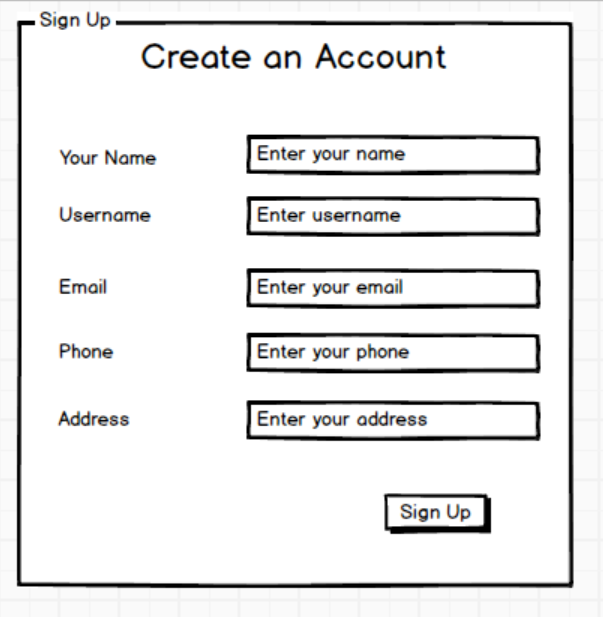 Sign Up
Create an Account
Your Name
Enter your name
Username
Enter username
Email
Enter your email
Phone
Enter your phone
Address
Enter your address
Sign Up